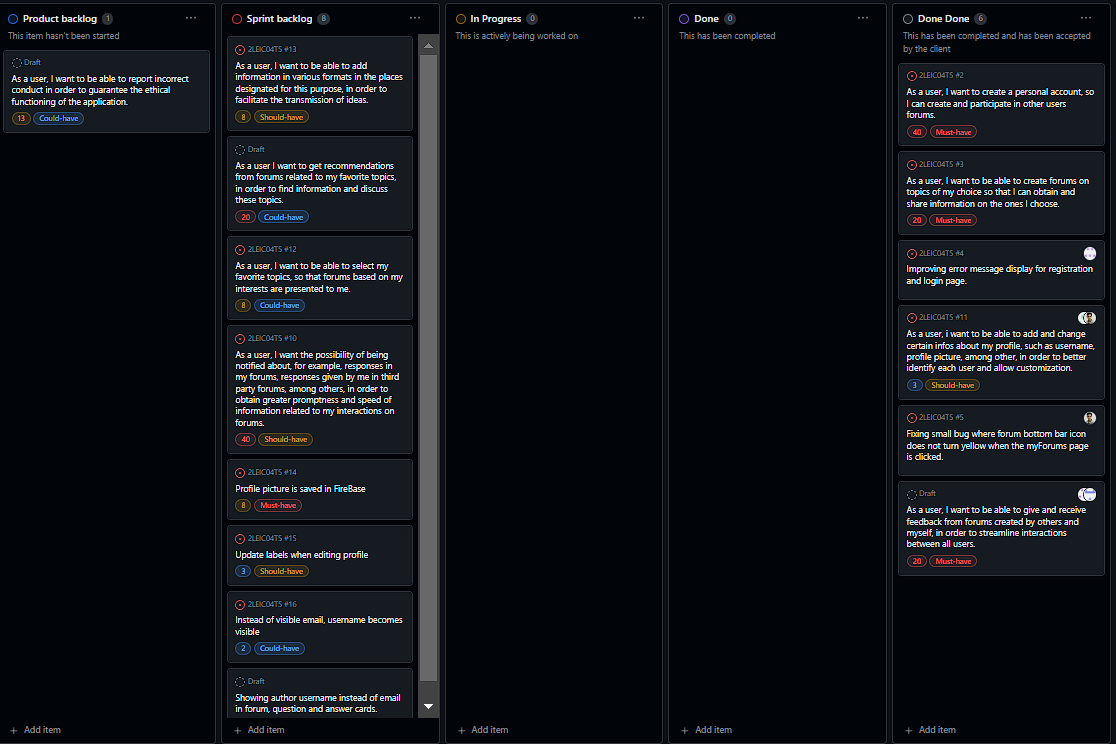 Product backlog 1
This item hasn't been started
Draft
As a user, I want to be able to report incorrect
conduct in order to guarantee the ethical
functioning of the application.
13 Could-have
Add item
Sprint backlog 8
2LEIC04T5 #13
As a user, I want to be able to add
information in various formats in the places
designated for this purpose, in order to
facilitate the transmission of ideas.
8 Should-have
Draft
As a user I want to get recommendations
from forums related to my favorite topics,
in order to find information and discuss
these topics.
20 Could-have
2LEIC04T5 #12
As a user, I want to be able to select my
favorite topics, so that forums based on my
interests are presented to me.
8 Could-have
2LEIC04T5 #10
As a user, I want the possibility of being
notified about, for example, responses in
my forums, responses given by me in third
party forums, among others, in order to
obtain greater promptness and speed of
information related to my interactions on
forums.
40 Should-have
2LEIC04T5 #14
Profile picture is saved in FireBase
8 Must-have
2LEIC04T5 #15
Update labels when editing profile
3 Should-have
2LEIC04T5 #16
Instead of visible email, username becomes
visible
2 Could-have
Draft
Showing author username instead of email
in forum, question and answer cards.
Add item
In Progress 0
This is actively being worked on
Add item
Done 0
This has been completed
Add item
Done Done 6
This has been completed and has been accepted
by the client
2LEIC04T5 #2
As a user, I want to create a personal account, so
I can create and participate in other users
forums.
40 Must-have
2LEIC04T5 #3
As a user, I want to be able to create forums on
topics of my choice so that I can obtain and
share information on the ones I choose.
20 Must-have
2LEIC04T5 #4
Improving error message display for registration
and login page.
2LEIC04T5 #11
As a user, i want to be able to add and change
certain infos about my profile, such as username,
profile picture, among other, in order to better
identify each user and allow customization.
3 Should-have
2LEIC04T5 #5
Fixing small bug where forum bottom bar icon
does not turn yellow when the myForums page
is clicked.
Draft
As a user, I want to be able to give and receive
feedback from forums created by others and
myself, in order to streamline interactions
between all users.
20 Must-have
Add item